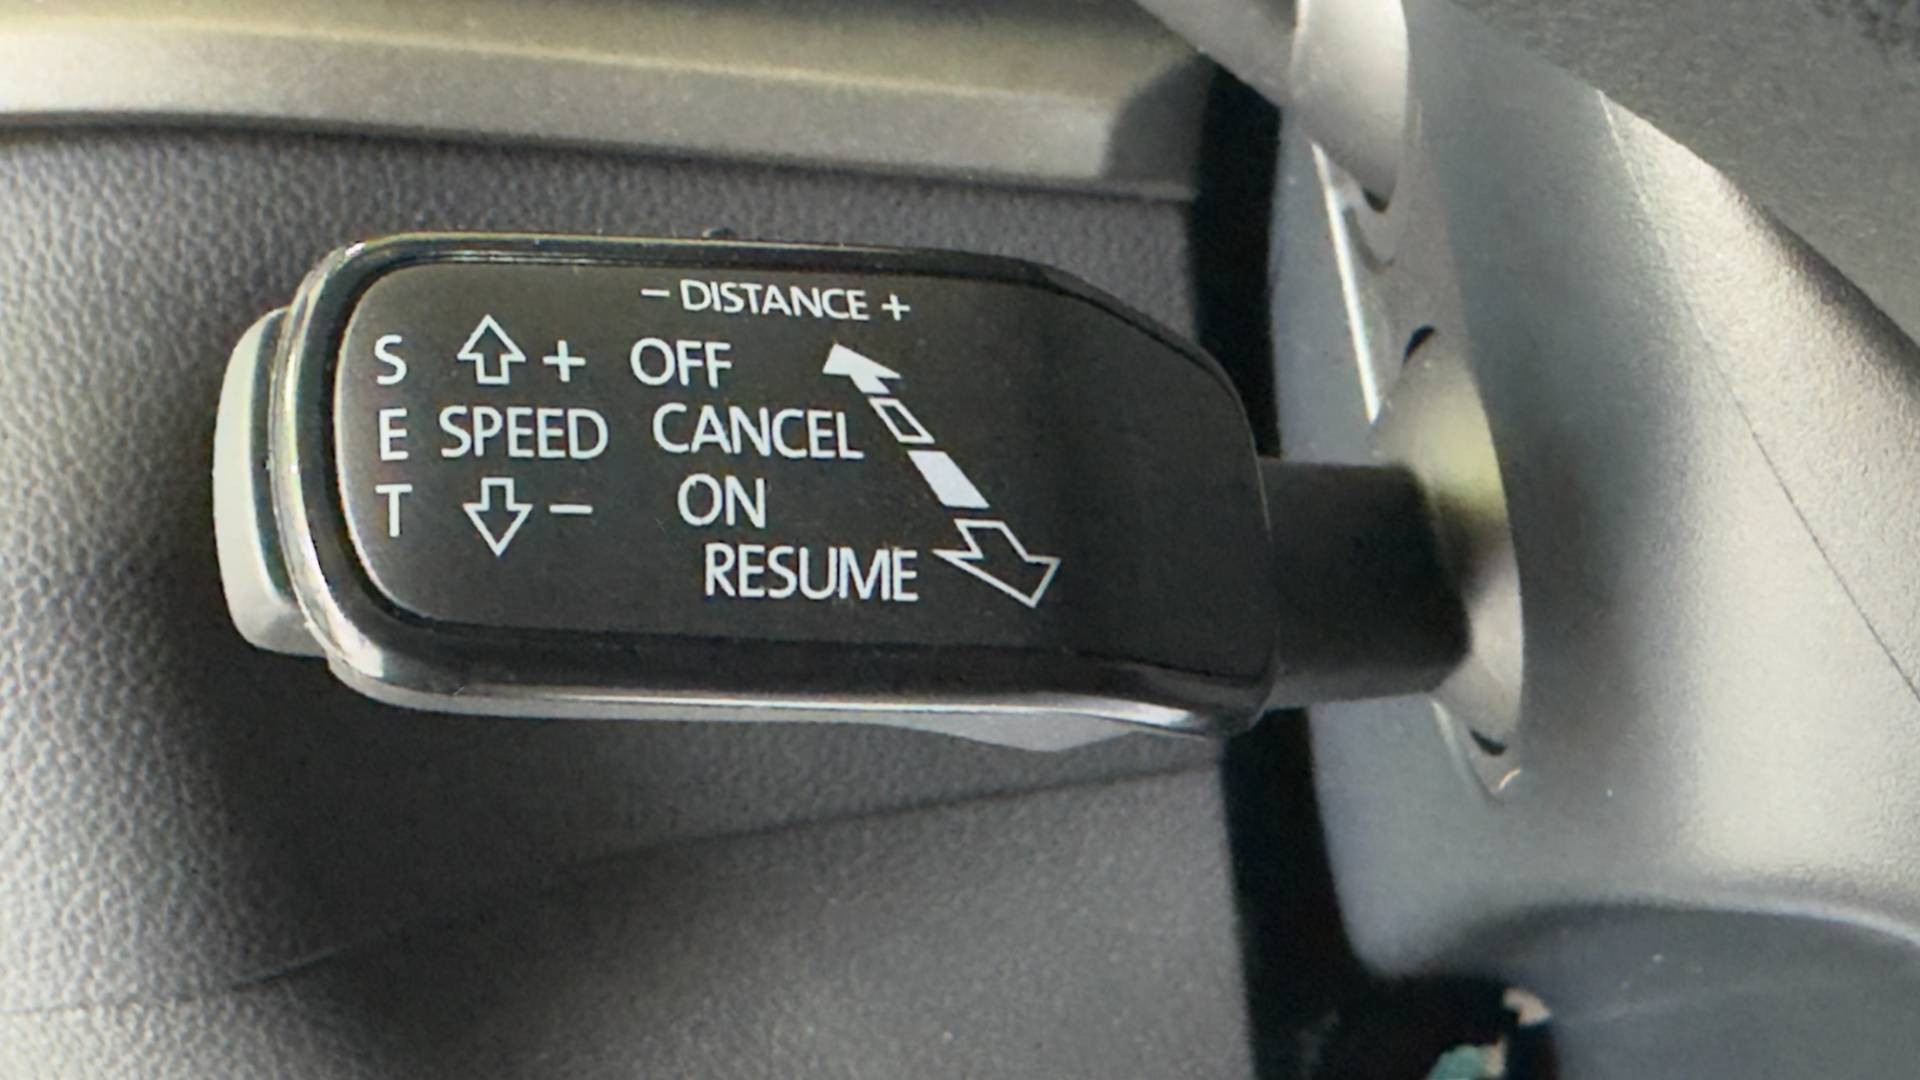 − DISTANCE +
S + OFF
E SPEED CANCEL
T − ON
RESUME